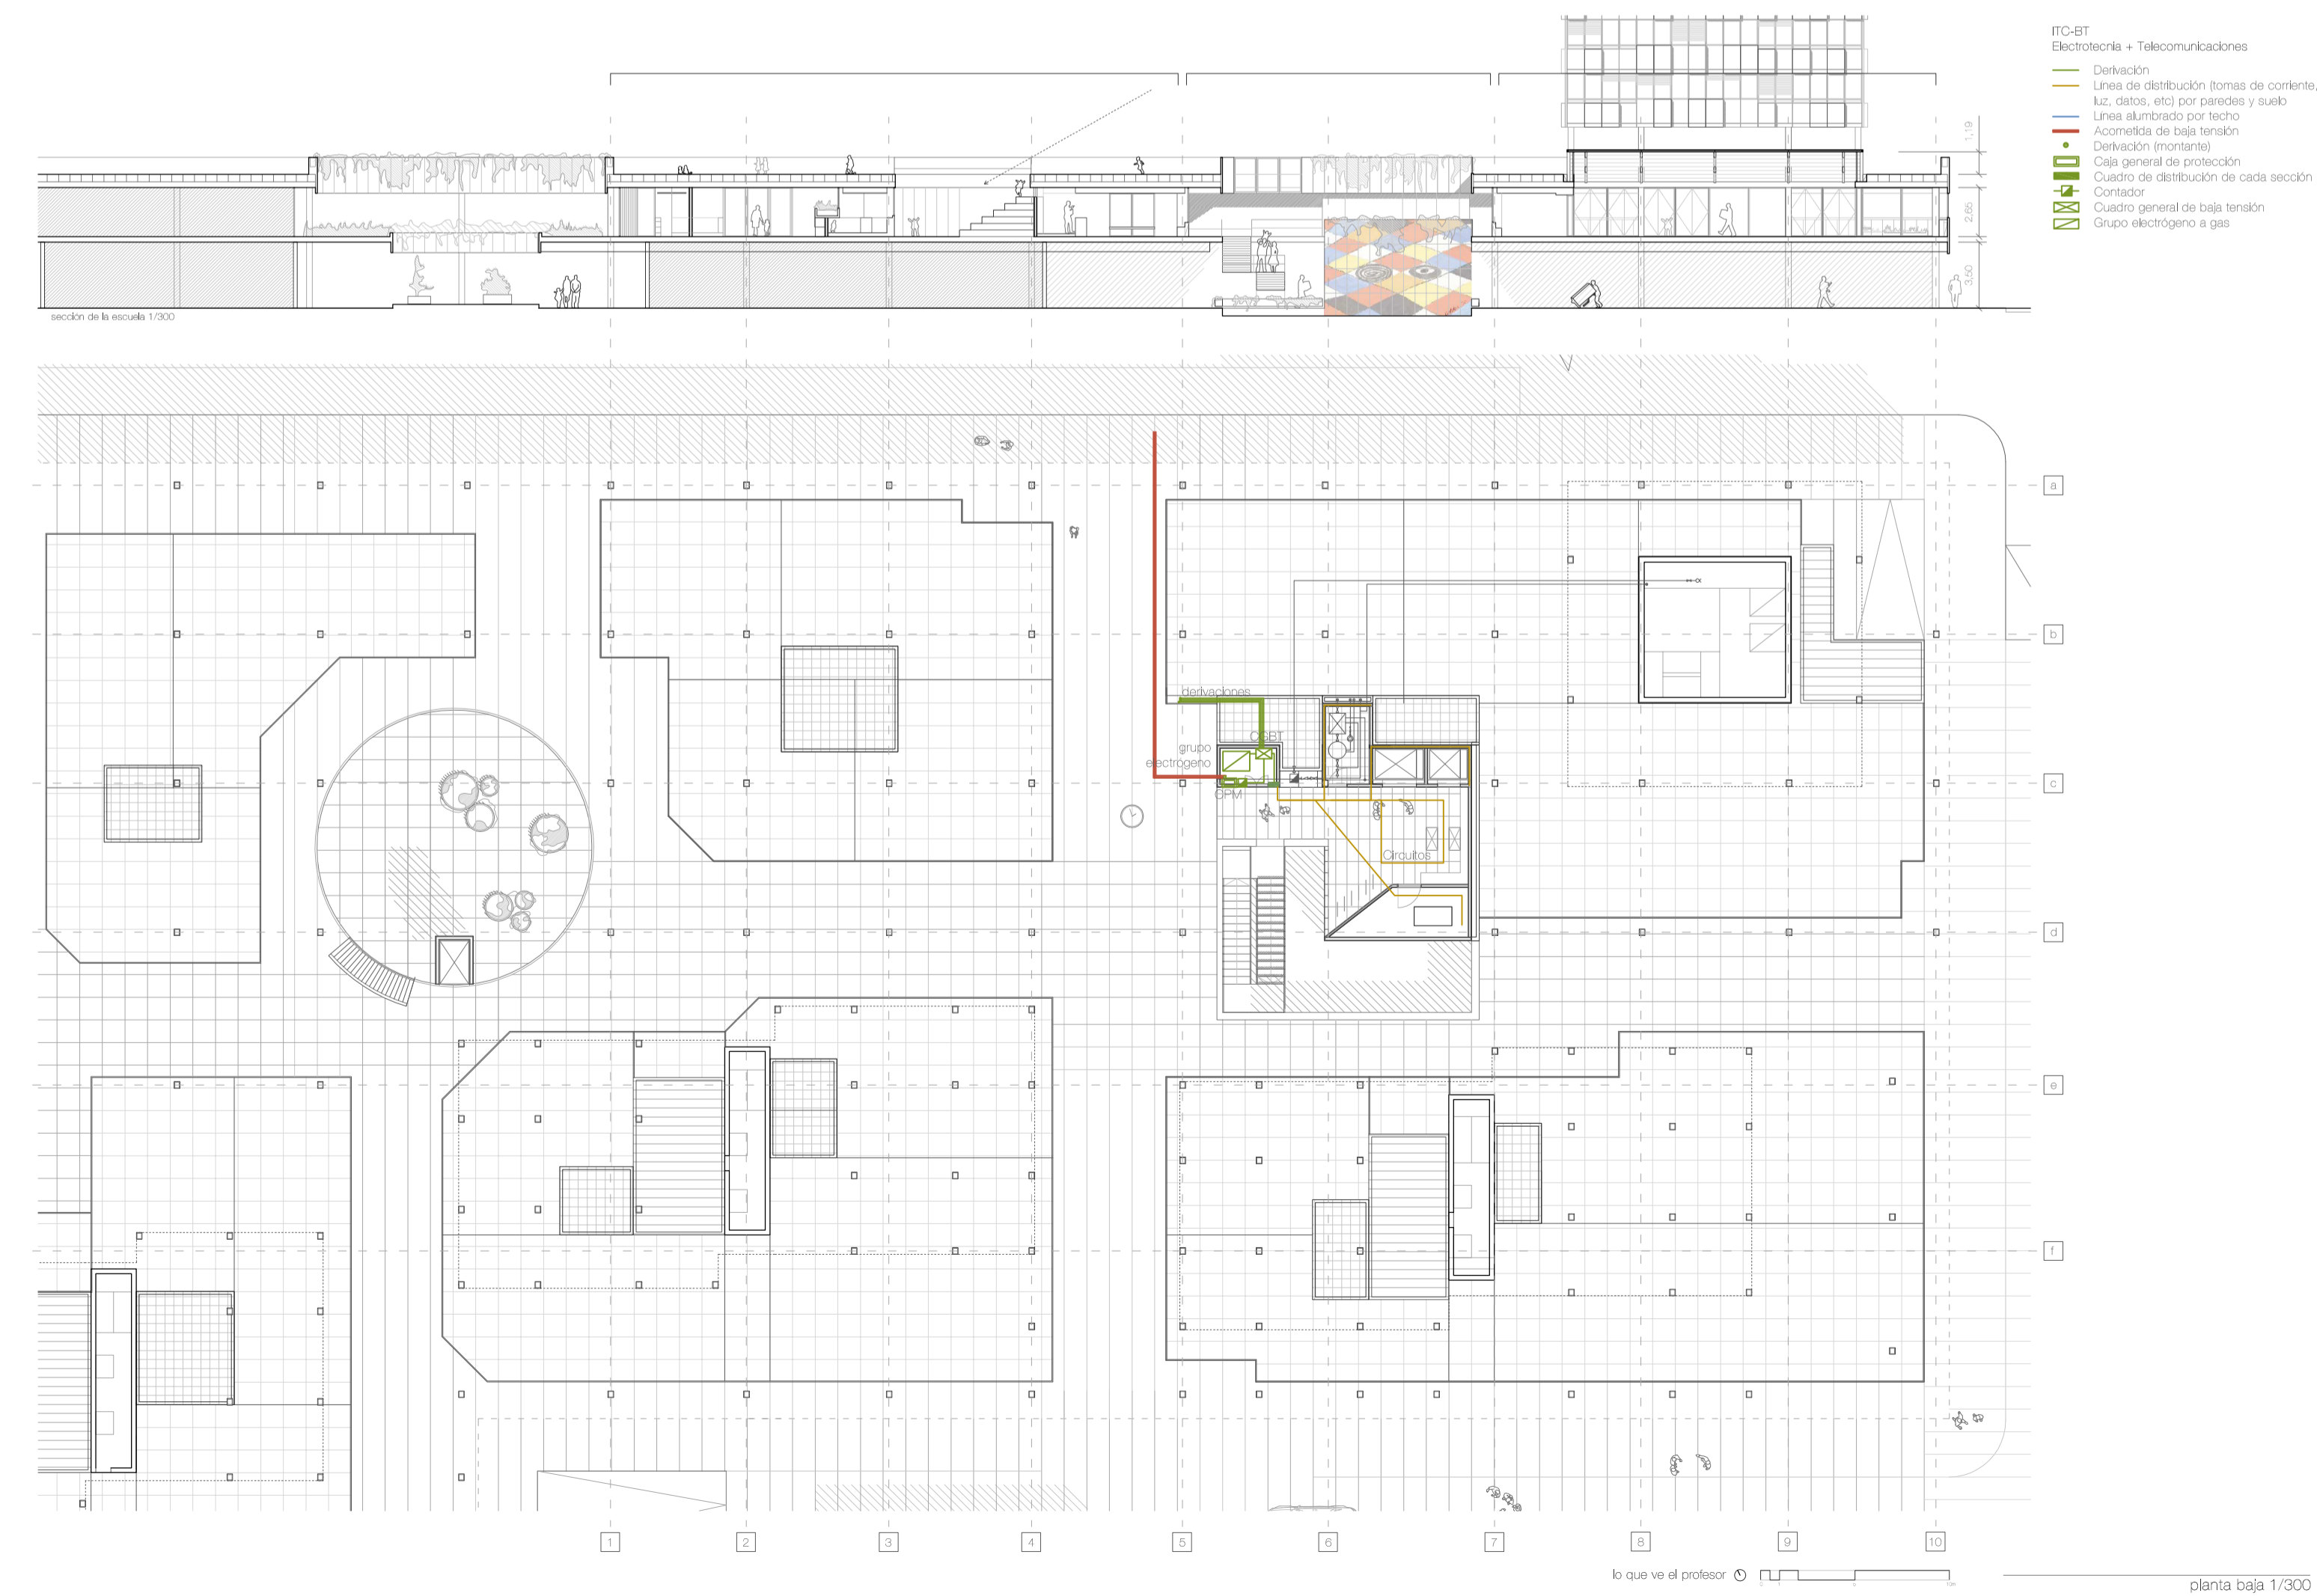 ITC-BT
Electrotecnia + Telecomunicaciones
Derivación
Línea de distribución (tomas de corriente,
luz, datos, etc) por paredes y suelo
Línea alumbrado por techo
Acometida de baja tensión
Derivación (montante)
Caja general de protección
Cuadro de distribución de cada sección
Contador
Cuadro general de baja tensión
Grupo electrógeno a gas
1,19
2,65
3,50
sección de la escuela 1/300
a
b
derivaciones
CGBT
grupo
electrógeno
c
CPM
Circuitos
d
e
f
1 2 3 4 5 6 7 8 9 10
lo que ve el profesor
planta baja 1/300